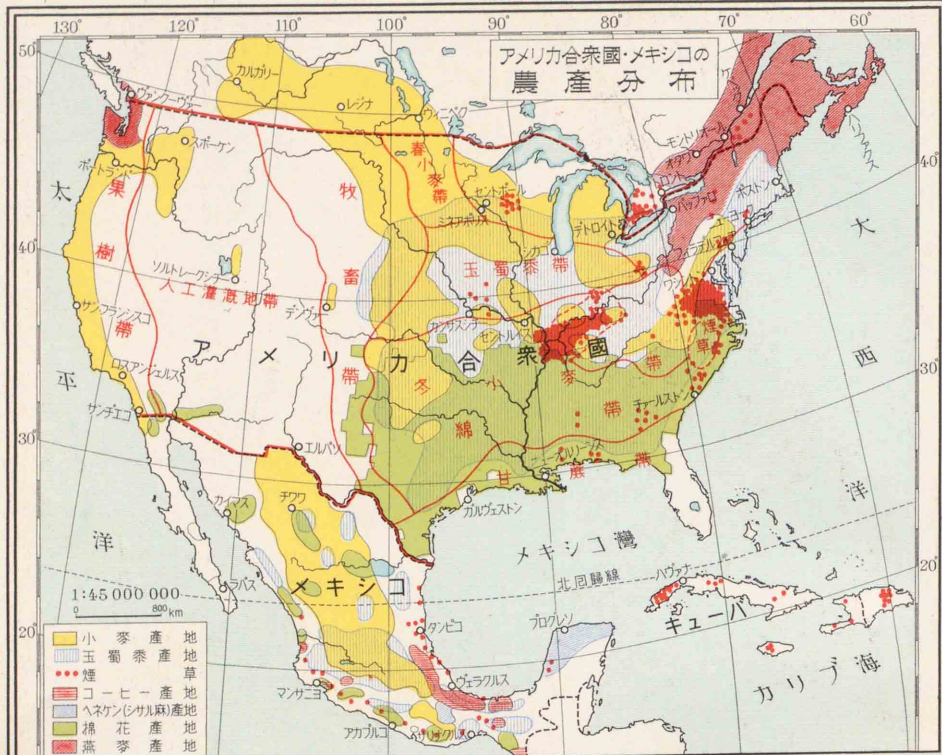 130°
120°
110°
100°
90°
80°
70°
60°
アメリカ合衆國・メキシコの
農產分布
50°
50°
カルガリー
レジナ
ウィニペグ
ヴァンクーヴァー
スポーケン
ポートランド
モントリオール
オタワ
トロント
ハリファックス
バッファロ
ボストン
セントポール
ミネアポリス
デトロイト
シカゴ
春小麥帶
太
平
洋
大
西
洋
40°
40°
果樹帶
牧畜帶
玉蜀黍帶
ソルトレークシチー
人工灌漑地帶
デンヴァー
サンフランシスコ
カンサスシチー
セントルイス
アメリカ合衆國
冬小麥帶
煙草
ロスアンジェルス
サンヂエゴ
綿帶
チャールストン
30°
30°
エルパソ
ニューオルリーンス
甘蔗帶
ガルヴェストン
チワワ
ガイマス
メキシコ灣
メキシコ
北回歸線
ラパス
ハヴァナ
キューバ
20°
20°
タンピコ
プログレソ
カリブ海
マンサニヨ
ヴェラクルス
アカプルコ
1:45 000 000
0 800 km
小麥產地
玉蜀黍產地
煙草
コーヒー產地
ヘネケン(シサル麻)產地
棉花產地
燕麥產地